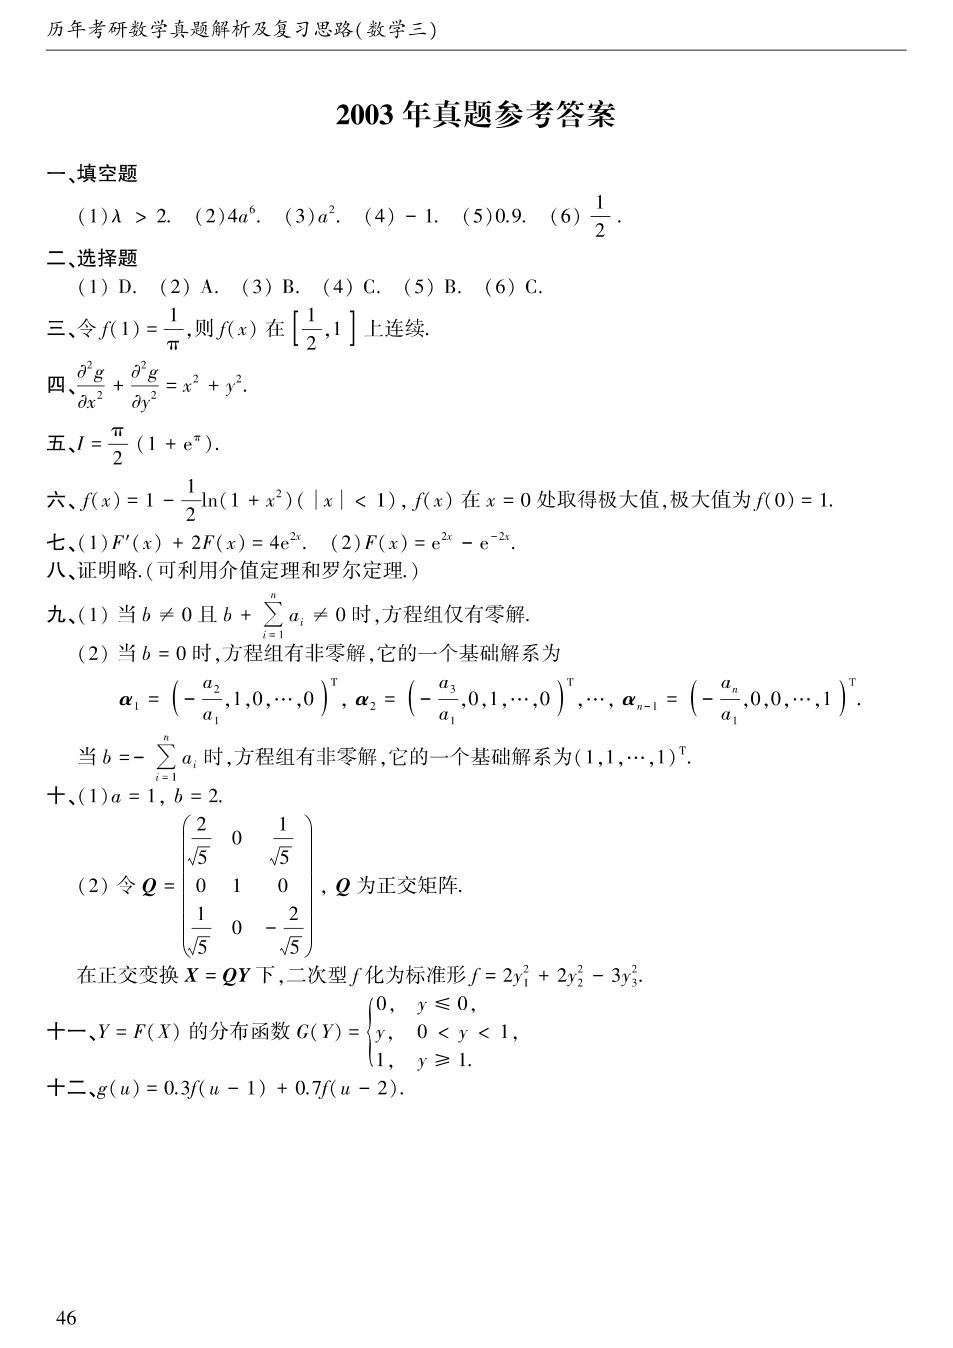 历年考研数学真题解析及复习思路(数学三)
2003 年真题参考答案
一、填空题
(1)λ > 2. (2)4a⁶. (3)a². (4) − 1. (5)0.9. (6) 1/2 .
二、选择题
(1) D. (2) A. (3) B. (4) C. (5) B. (6) C.
三、令 f(1) = 1/π ,则 f(x) 在 [1/2 ,1] 上连续.
四、∂²g/∂x² + ∂²g/∂y² = x² + y².
五、I = π/2 (1 + e^π).
六、f(x) = 1 − 1/2 ln(1 + x²)( |x| < 1), f(x) 在 x = 0 处取得极大值,极大值为 f(0) = 1.
七、(1)F′(x) + 2F(x) = 4e^{2x}. (2)F(x) = e^{2x} − e^{−2x}.
八、证明略.(可利用介值定理和罗尔定理.)
九、(1) 当 b ≠ 0 且 b + ∑_{i=1}^{n} a_i ≠ 0 时,方程组仅有零解.
(2) 当 b = 0 时,方程组有非零解,它的一个基础解系为
α₁ = (− a₂/a₁ ,1,0,⋯,0)^T , α₂ = (− a₃/a₁ ,0,1,⋯,0)^T ,⋯, α_{n−1} = (− a_n/a₁ ,0,0,⋯,1)^T .
当 b = − ∑_{i=1}^{n} a_i 时,方程组有非零解,它的一个基础解系为(1,1,⋯,1)^T.
十、(1)a = 1, b = 2.
2/√5 0 1/√5
(2) 令 Q = 0 1 0 , Q 为正交矩阵.
1/√5 0 − 2/√5
在正交变换 X = QY 下,二次型 f 化为标准形 f = 2y₁² + 2y₂² − 3y₃².
0, y ≤ 0,
十一、Y = F(X) 的分布函数 G(Y) = { y, 0 < y < 1,
1, y ≥ 1.
十二、g(u) = 0.3f(u − 1) + 0.7f(u − 2).
46